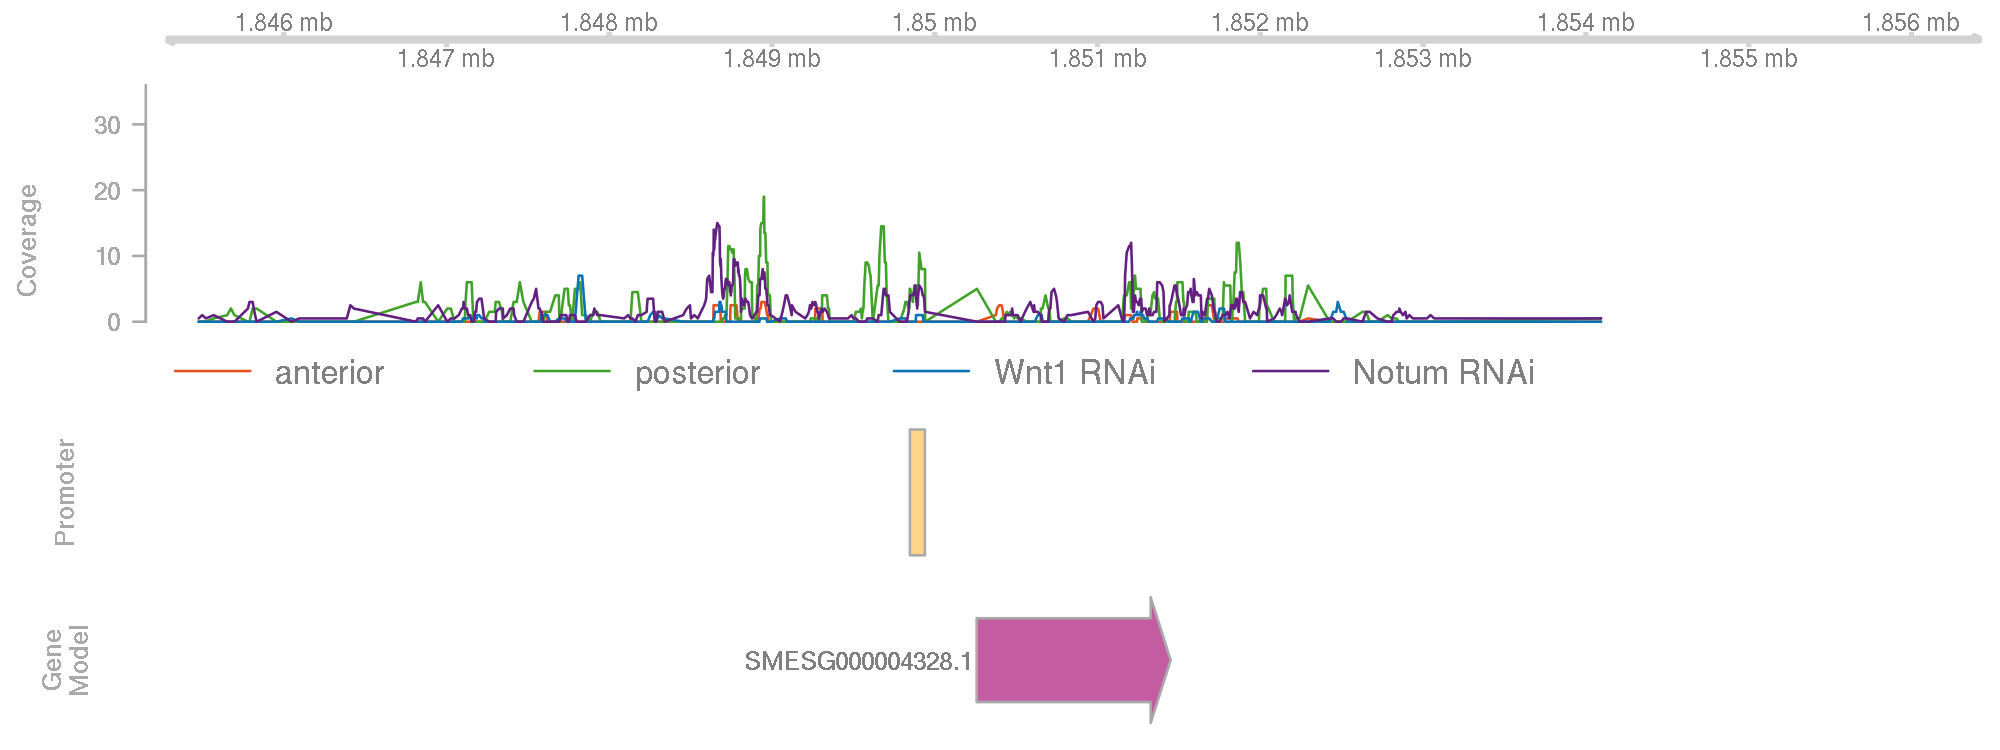 1.846 mb 1.848 mb 1.85 mb 1.852 mb 1.854 mb 1.856 mb
1.847 mb 1.849 mb 1.851 mb 1.853 mb 1.855 mb
30
20
10
0
Coverage
anterior posterior Wnt1 RNAi Notum RNAi
Promoter
0
Gene
Model
SMESG000004328.1